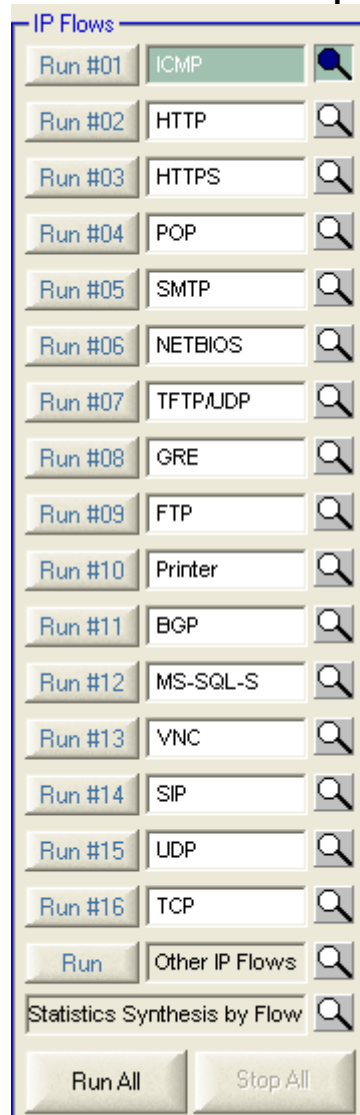 IP Flows
Run #01 ICMP
Run #02 HTTP
Run #03 HTTPS
Run #04 POP
Run #05 SMTP
Run #06 NETBIOS
Run #07 TFTP/UDP
Run #08 GRE
Run #09 FTP
Run #10 Printer
Run #11 BGP
Run #12 MS-SQL-S
Run #13 VNC
Run #14 SIP
Run #15 UDP
Run #16 TCP
Run Other IP Flows
Statistics Synthesis by Flow
Run All Stop All